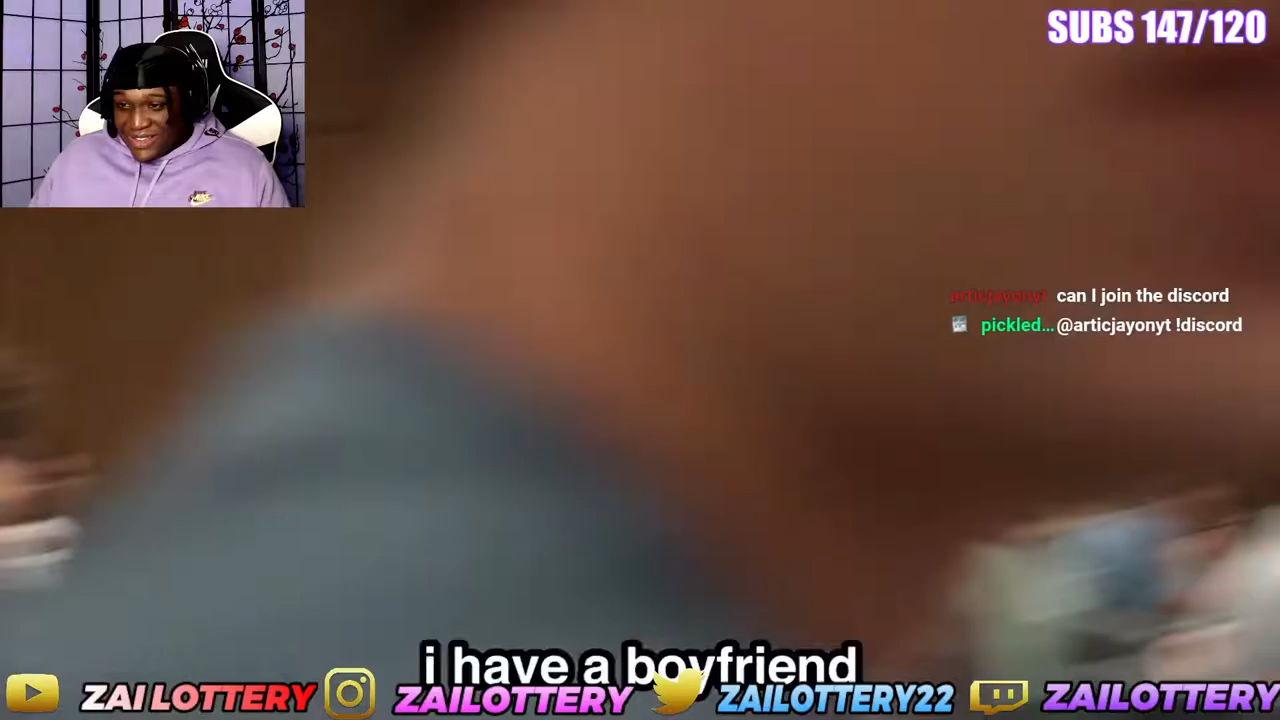 SUBS 147/120
articjayonyt can I join the discord
pickled... @articjayonyt !discord
i have a boyfriend
ZAI LOTTERY ZAILOTTERY ZAILOTTERY22 ZAILOTTERY